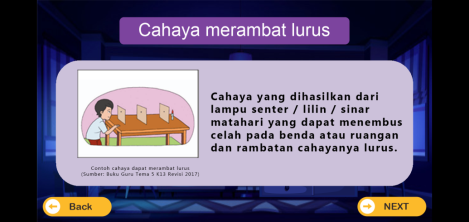 Cahaya merambat lurus
Cahaya yang dihasilkan dari
lampu senter / lilin / sinar
matahari yang dapat menembus
celah pada benda atau ruangan
dan rambatan cahayanya lurus.
Contoh cahaya dapat merambat lurus
(Sumber: Buku Guru Tema 5 K13 Revisi 2017)
Back
NEXT